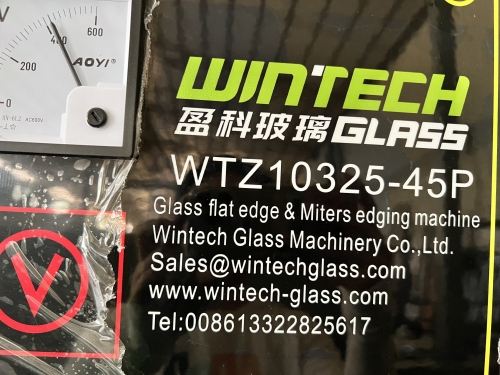 V
200
400
600
AOYI®
0
WINTECH
盈科玻璃GLASS
WTZ10325-45P
Glass flat edge & Miters edging machine
Wintech Glass Machinery Co.,Ltd.
Sales@wintechglass.com
www.wintech-glass.com
Tel:008613322825617
V